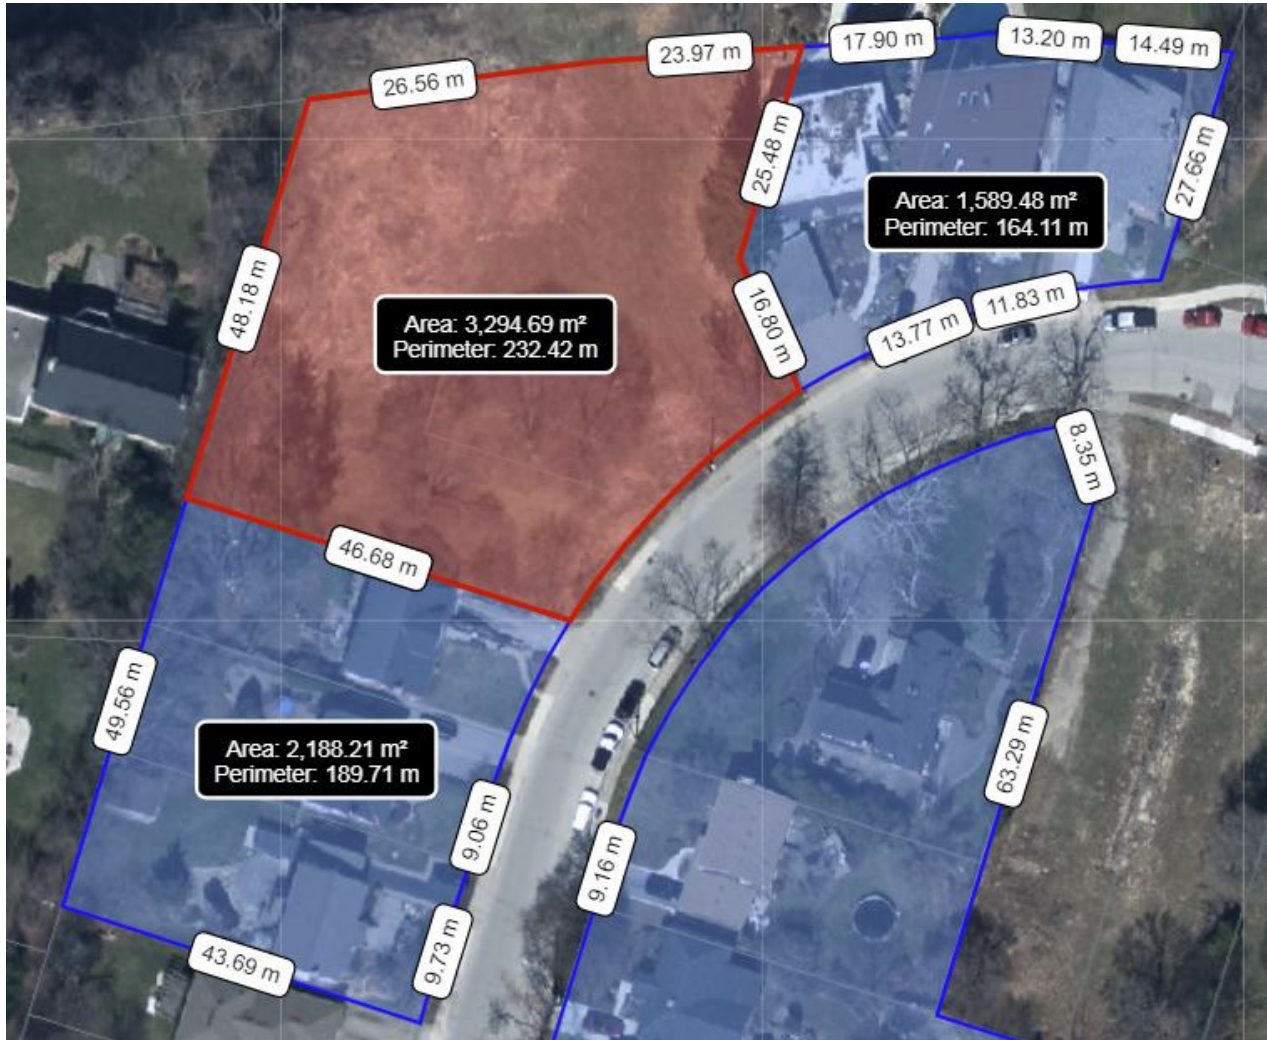 23.97 m
17.90 m
13.20 m
14.49 m
26.56 m
25.48 m
27.66 m
Area: 1,589.48 m²
Perimeter: 164.11 m
48.18 m
16.80 m
11.83 m
13.77 m
Area: 3,294.69 m²
Perimeter: 232.42 m
8.35 m
46.68 m
49.56 m
Area: 2,188.21 m²
Perimeter: 189.71 m
63.29 m
9.06 m
9.16 m
9.73 m
43.69 m